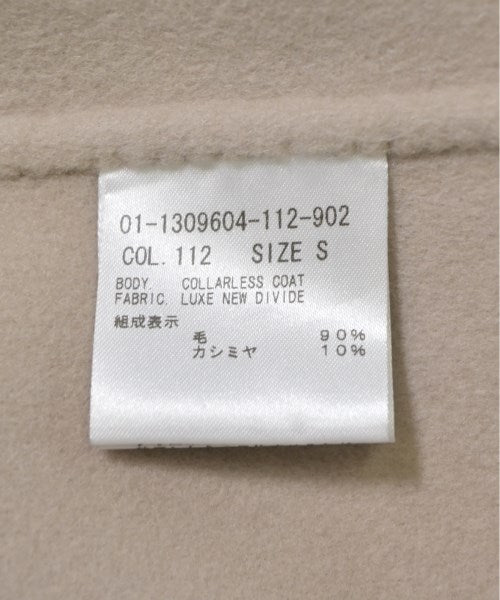 01-1309604-112-902
COL. 112 SIZE S
BODY. COLLARLESS COAT
FABRIC. LUXE NEW DIVIDE
組成表示
毛 90%
カシミヤ 10%